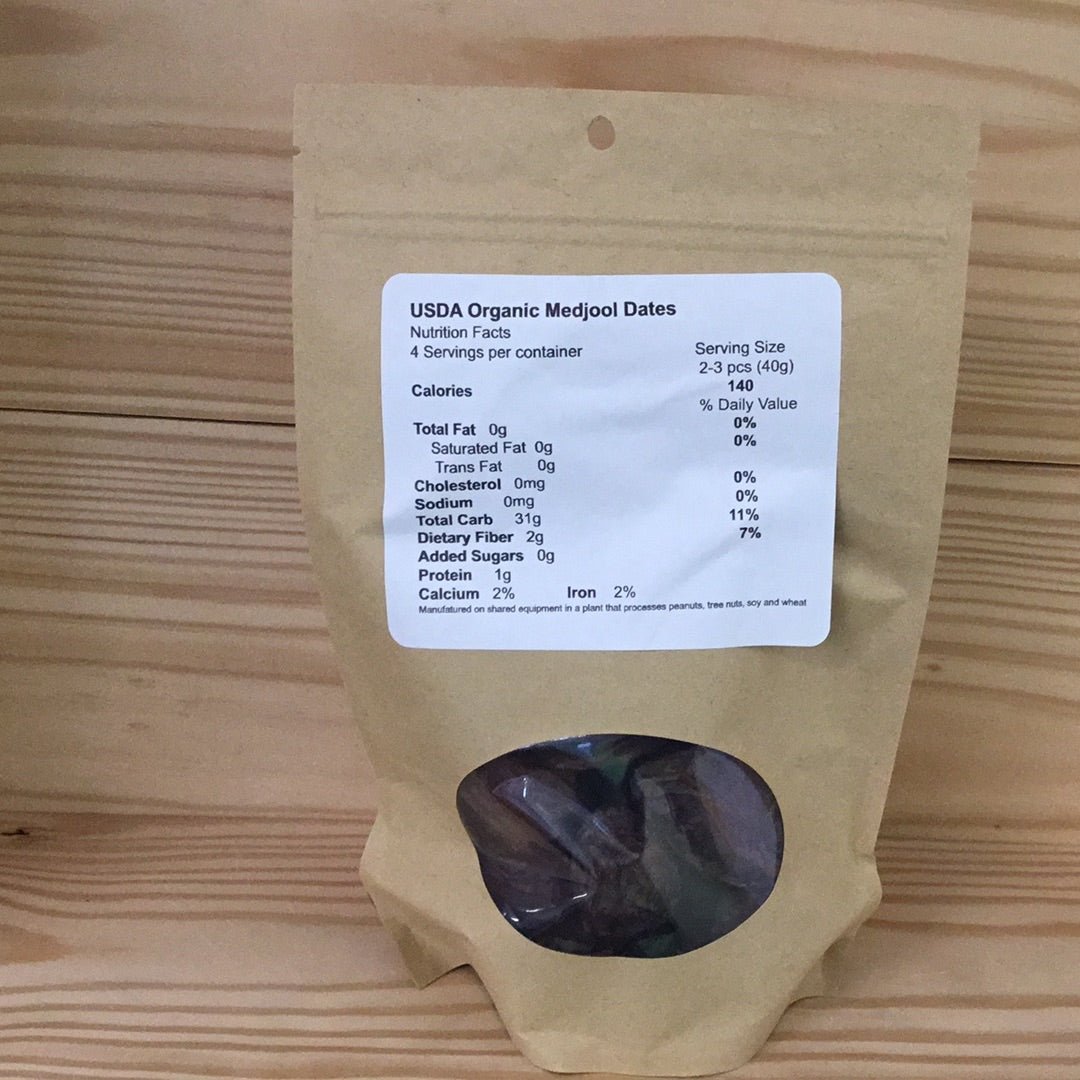 USDA Organic Medjool Dates
Nutrition Facts
4 Servings per container
Serving Size
2-3 pcs (40g)
Calories 140
% Daily Value
Total Fat 0g 0%
Saturated Fat 0g 0%
Trans Fat 0g
Cholesterol 0mg 0%
Sodium 0mg 0%
Total Carb 31g 11%
Dietary Fiber 2g 7%
Added Sugars 0g
Protein 1g
Calcium 2% Iron 2%
Manufatured on shared equipment in a plant that processes peanuts, tree nuts, soy and wheat